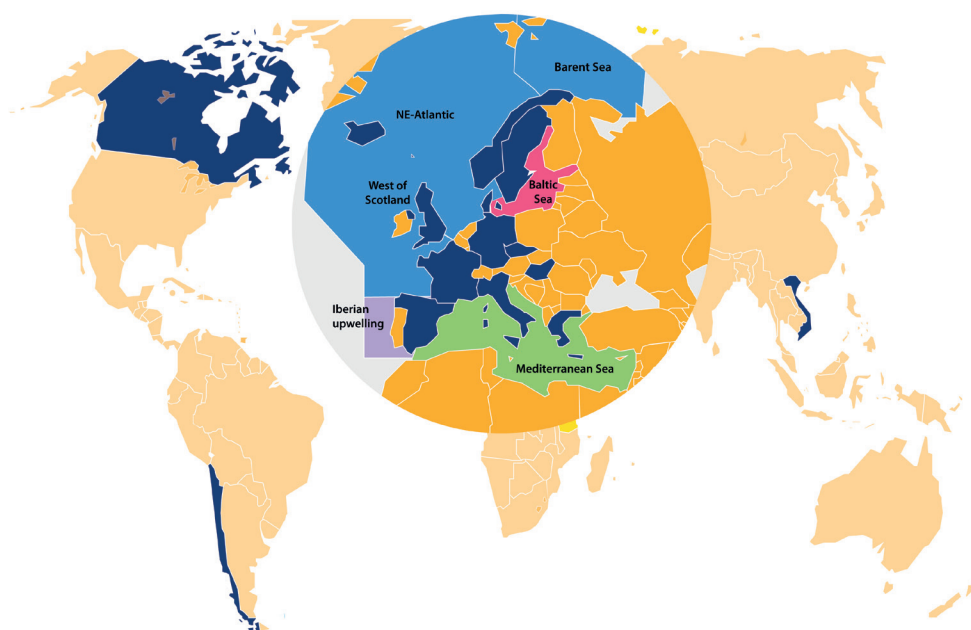 Barent Sea
NE-Atlantic
West of
Scotland
Baltic
Sea
Iberian
upwelling
Mediterranean Sea